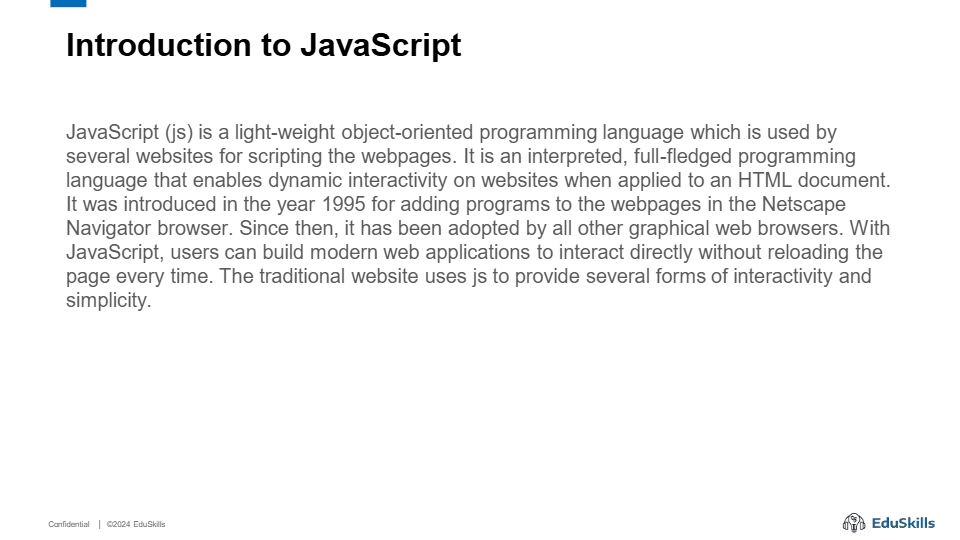 Introduction to JavaScript
JavaScript (js) is a light-weight object-oriented programming language which is used by
several websites for scripting the webpages. It is an interpreted, full-fledged programming
language that enables dynamic interactivity on websites when applied to an HTML document.
It was introduced in the year 1995 for adding programs to the webpages in the Netscape
Navigator browser. Since then, it has been adopted by all other graphical web browsers. With
JavaScript, users can build modern web applications to interact directly without reloading the
page every time. The traditional website uses js to provide several forms of interactivity and
simplicity.
Confidential | ©2024 EduSkills
EduSkills